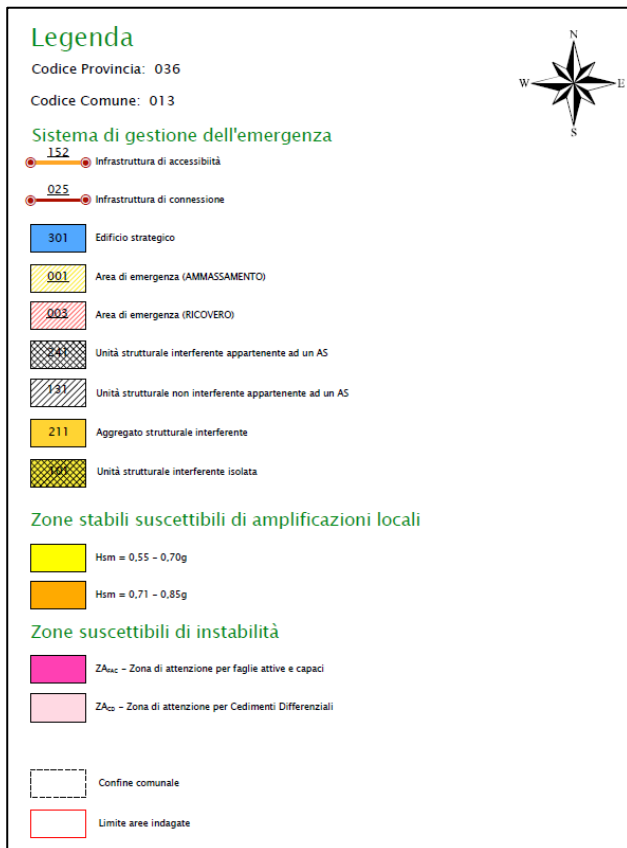 Legenda
N
Codice Provincia: 036
W
E
Codice Comune: 013
S
Sistema di gestione dell'emergenza
152
Infrastruttura di accessibiità
025
Infrastruttura di connessione
301
Edificio strategico
001
Area di emergenza (AMMASSAMENTO)
003
Area di emergenza (RICOVERO)
241
Unità strutturale interferente appartenente ad un AS
131
Unità strutturale non interferente appartenente ad un AS
211
Aggregato strutturale interferente
Unità strutturale interferente isolata
Zone stabili suscettibili di amplificazioni locali
Hsm = 0,55 – 0,70g
Hsm = 0,71 – 0,85g
Zone suscettibili di instabilità
ZAFAC – Zona di attenzione per faglie attive e capaci
ZACD – Zona di attenzione per Cedimenti Differenziali
Confine comunale
Limite aree indagate